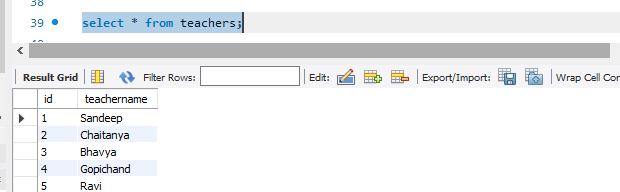 38
39 select * from teachers;
Result Grid Filter Rows: Edit: Export/Import: Wrap Cell Con
id teachername
1 Sandeep
2 Chaitanya
3 Bhavya
4 Gopichand
5 Ravi